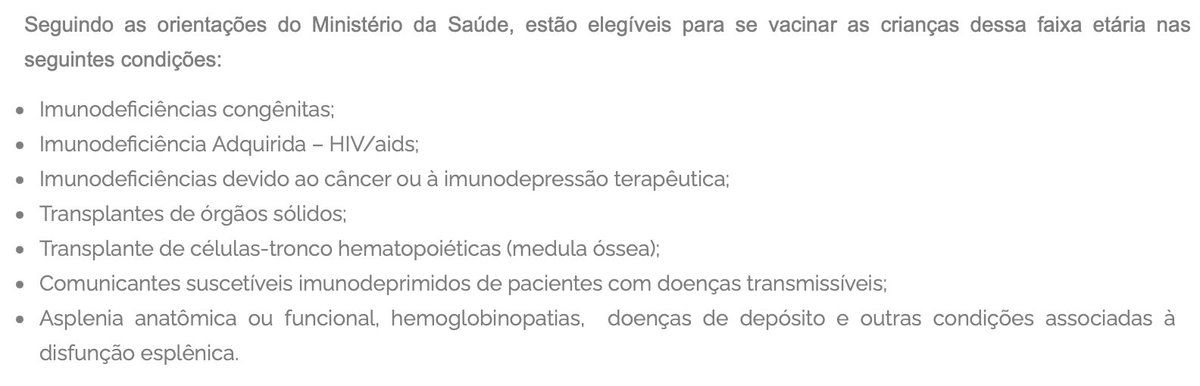 Seguindo as orientações do Ministério da Saúde, estão elegíveis para se vacinar as crianças dessa faixa etária nas
seguintes condições:
• Imunodeficiências congênitas;
• Imunodeficiência Adquirida – HIV/aids;
• Imunodeficiências devido ao câncer ou à imunodepressão terapêutica;
• Transplantes de órgãos sólidos;
• Transplante de células-tronco hematopoiéticas (medula óssea);
• Comunicantes suscetíveis imunodeprimidos de pacientes com doenças transmissíveis;
• Asplenia anatômica ou funcional, hemoglobinopatias, doenças de depósito e outras condições associadas à
disfunção esplênica.